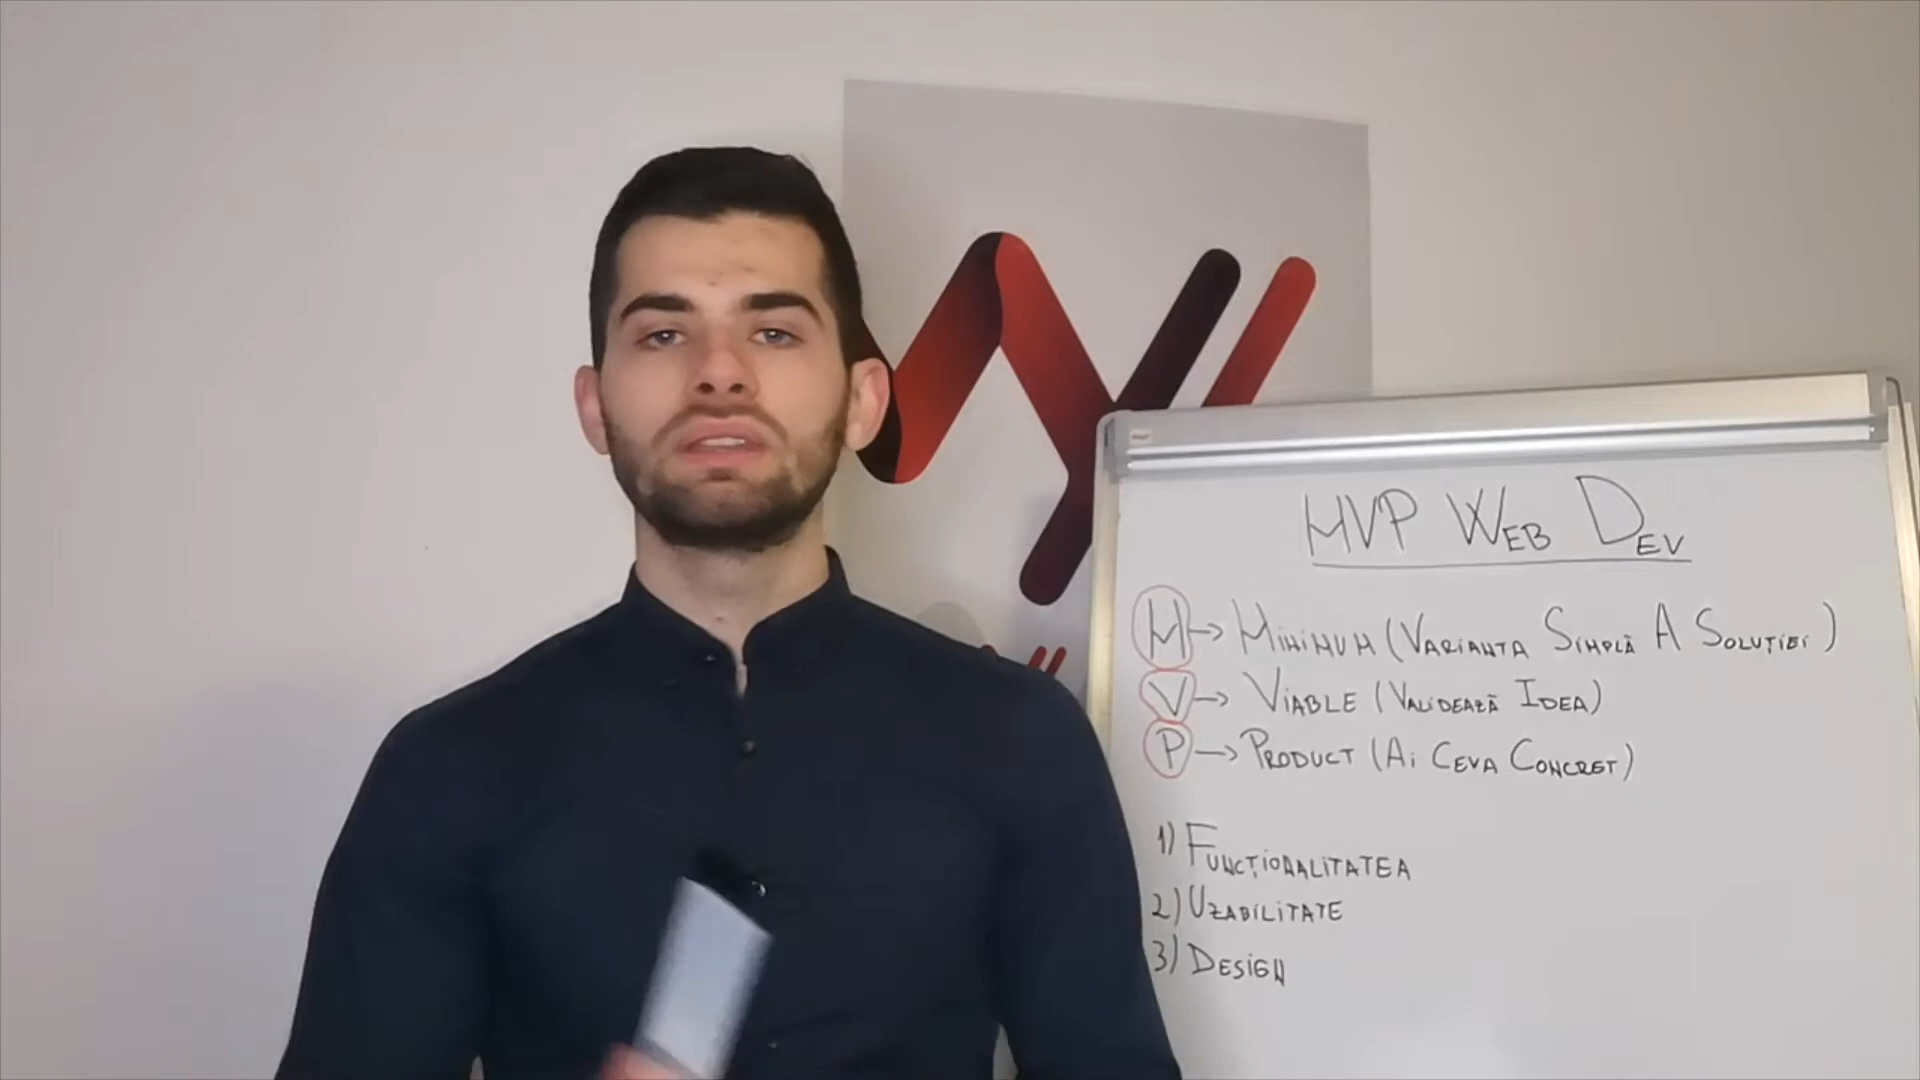 MVP WEB DEV
M → MINIMUM (VARIANTA SIMPLĂ A SOLUȚIEI)
V → VIABLE (VALIDEAZĂ IDEA)
P → PRODUCT (AI CEVA CONCRET)
1) FUNCȚIONALITATEA
2) UZABILITATE
3) DESIGN